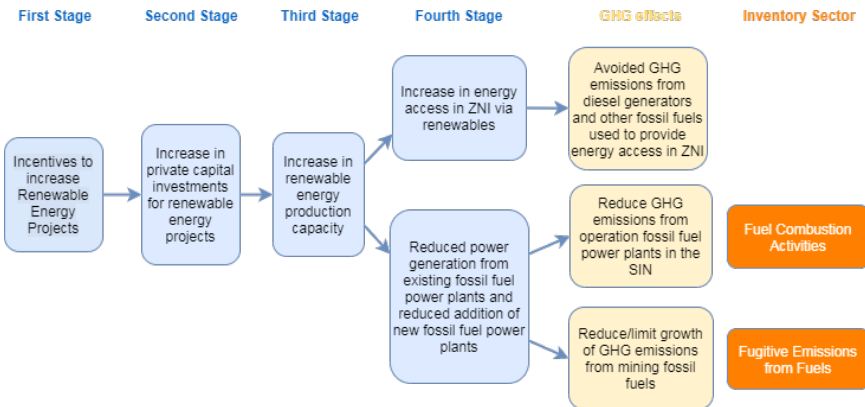 First Stage
Second Stage
Third Stage
Fourth Stage
GHG effects
Inventory Sector
Incentives to
increase
Renewable
Energy
Projects
Increase in
private capital
investments
for renewable
energy
projects
Increase in
renewable
energy
production
capacity
Increase in energy
access in ZNI via
renewables
Avoided GHG
emissions from
diesel generators
and other fossil fuels
used to provide
energy access in ZNI
Reduced power
generation from
existing fossil fuel
power plants and
reduced addition of
new fossil fuel power
plants
Reduce GHG
emissions from
operation fossil fuel
power plants in the
SIN
Fuel Combustion
Activities
Reduce/limit growth
of GHG emissions
from mining fossil
fuels
Fugitive Emissions
from Fuels